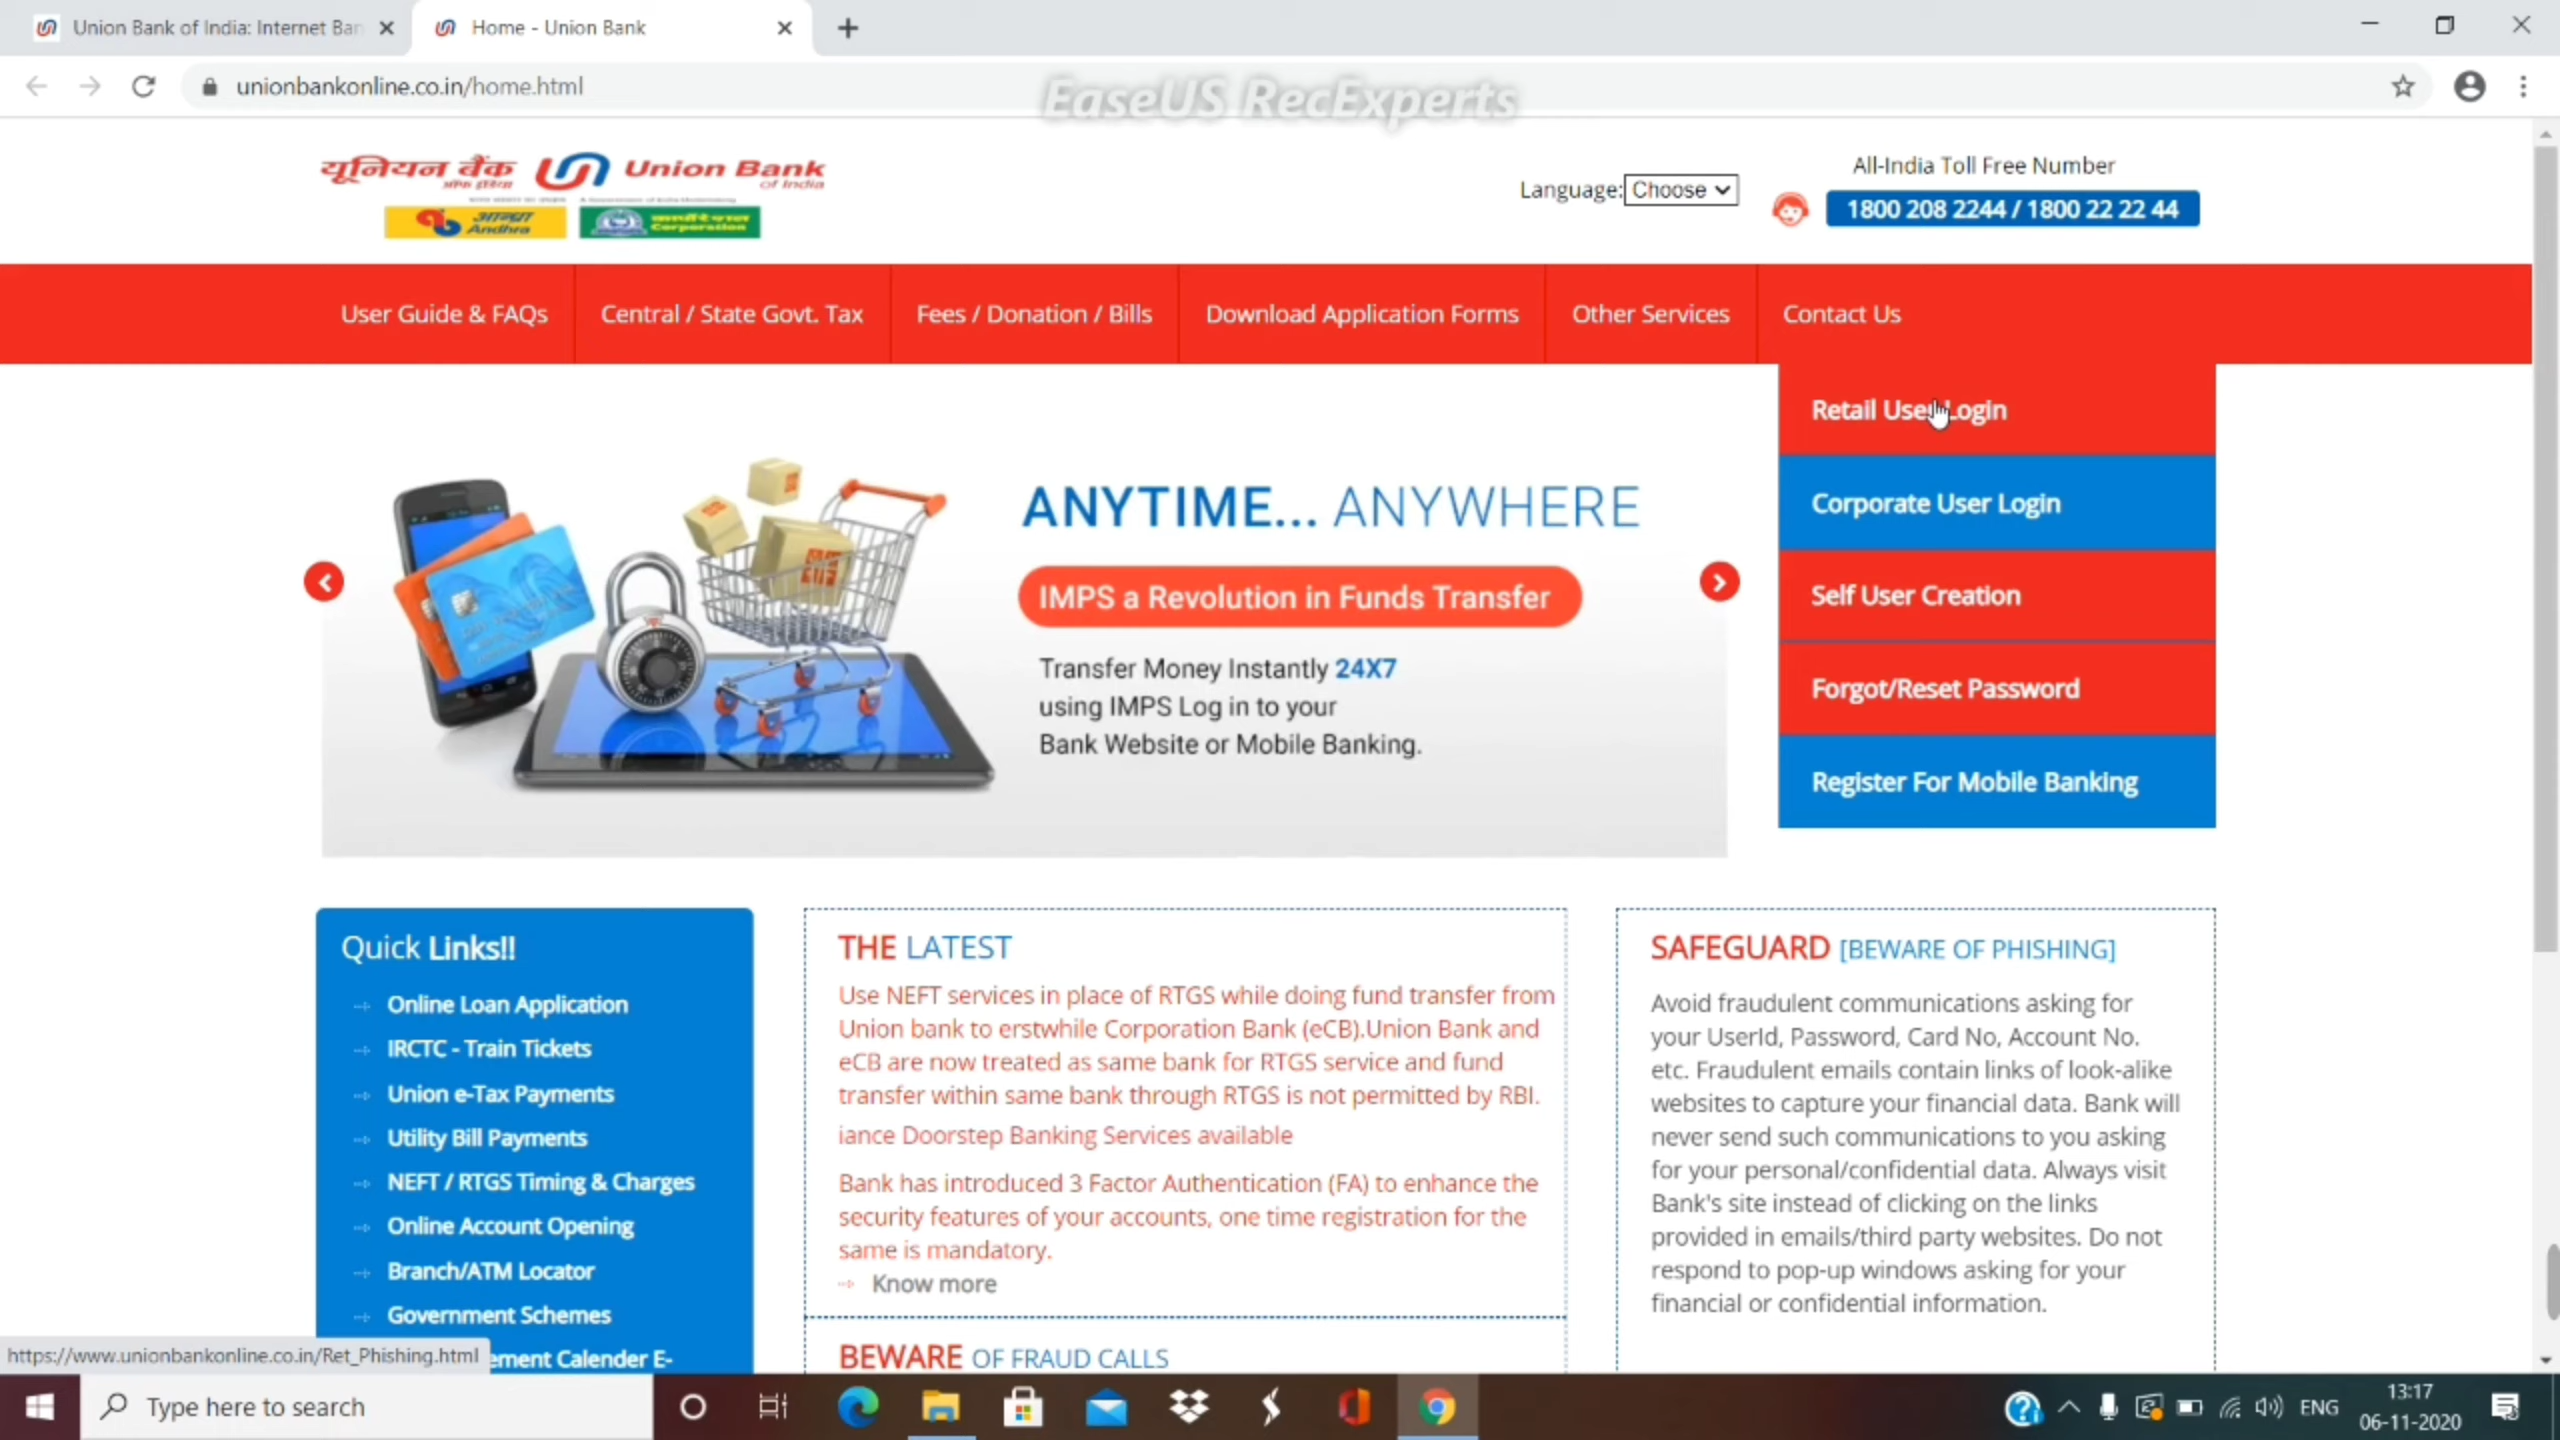 Union Bank of India: Internet Ban
Home - Union Bank
unionbankonline.co.in/home.html
EaseUS RecExperts
यूनियन बैंक
ऑफ इंडिया
Union Bank
of India
आन्ध्रा
Andhra
कार्पोरेशन
Corporation
Language: Choose
All-India Toll Free Number
1800 208 2244 / 1800 22 22 44
User Guide & FAQs
Central / State Govt. Tax
Fees / Donation / Bills
Download Application Forms
Other Services
Contact Us
Retail User Login
Corporate User Login
Self User Creation
Forgot/Reset Password
Register For Mobile Banking
ANYTIME... ANYWHERE
IMPS a Revolution in Funds Transfer
Transfer Money Instantly 24X7
using IMPS Log in to your
Bank Website or Mobile Banking.
Quick Links!!
Online Loan Application
IRCTC - Train Tickets
Union e-Tax Payments
Utility Bill Payments
NEFT / RTGS Timing & Charges
Online Account Opening
Branch/ATM Locator
Government Schemes
ement Calender E-
THE LATEST
Use NEFT services in place of RTGS while doing fund transfer from
Union bank to erstwhile Corporation Bank (eCB).Union Bank and
eCB are now treated as same bank for RTGS service and fund
transfer within same bank through RTGS is not permitted by RBI.
iance Doorstep Banking Services available
Bank has introduced 3 Factor Authentication (FA) to enhance the
security features of your accounts, one time registration for the
same is mandatory.
Know more
BEWARE OF FRAUD CALLS
SAFEGUARD [BEWARE OF PHISHING]
Avoid fraudulent communications asking for
your UserId, Password, Card No, Account No.
etc. Fraudulent emails contain links of look-alike
websites to capture your financial data. Bank will
never send such communications to you asking
for your personal/confidential data. Always visit
Bank's site instead of clicking on the links
provided in emails/third party websites. Do not
respond to pop-up windows asking for your
financial or confidential information.
https://www.unionbankonline.co.in/Ret_Phishing.html
Type here to search
ENG
13:17
06-11-2020